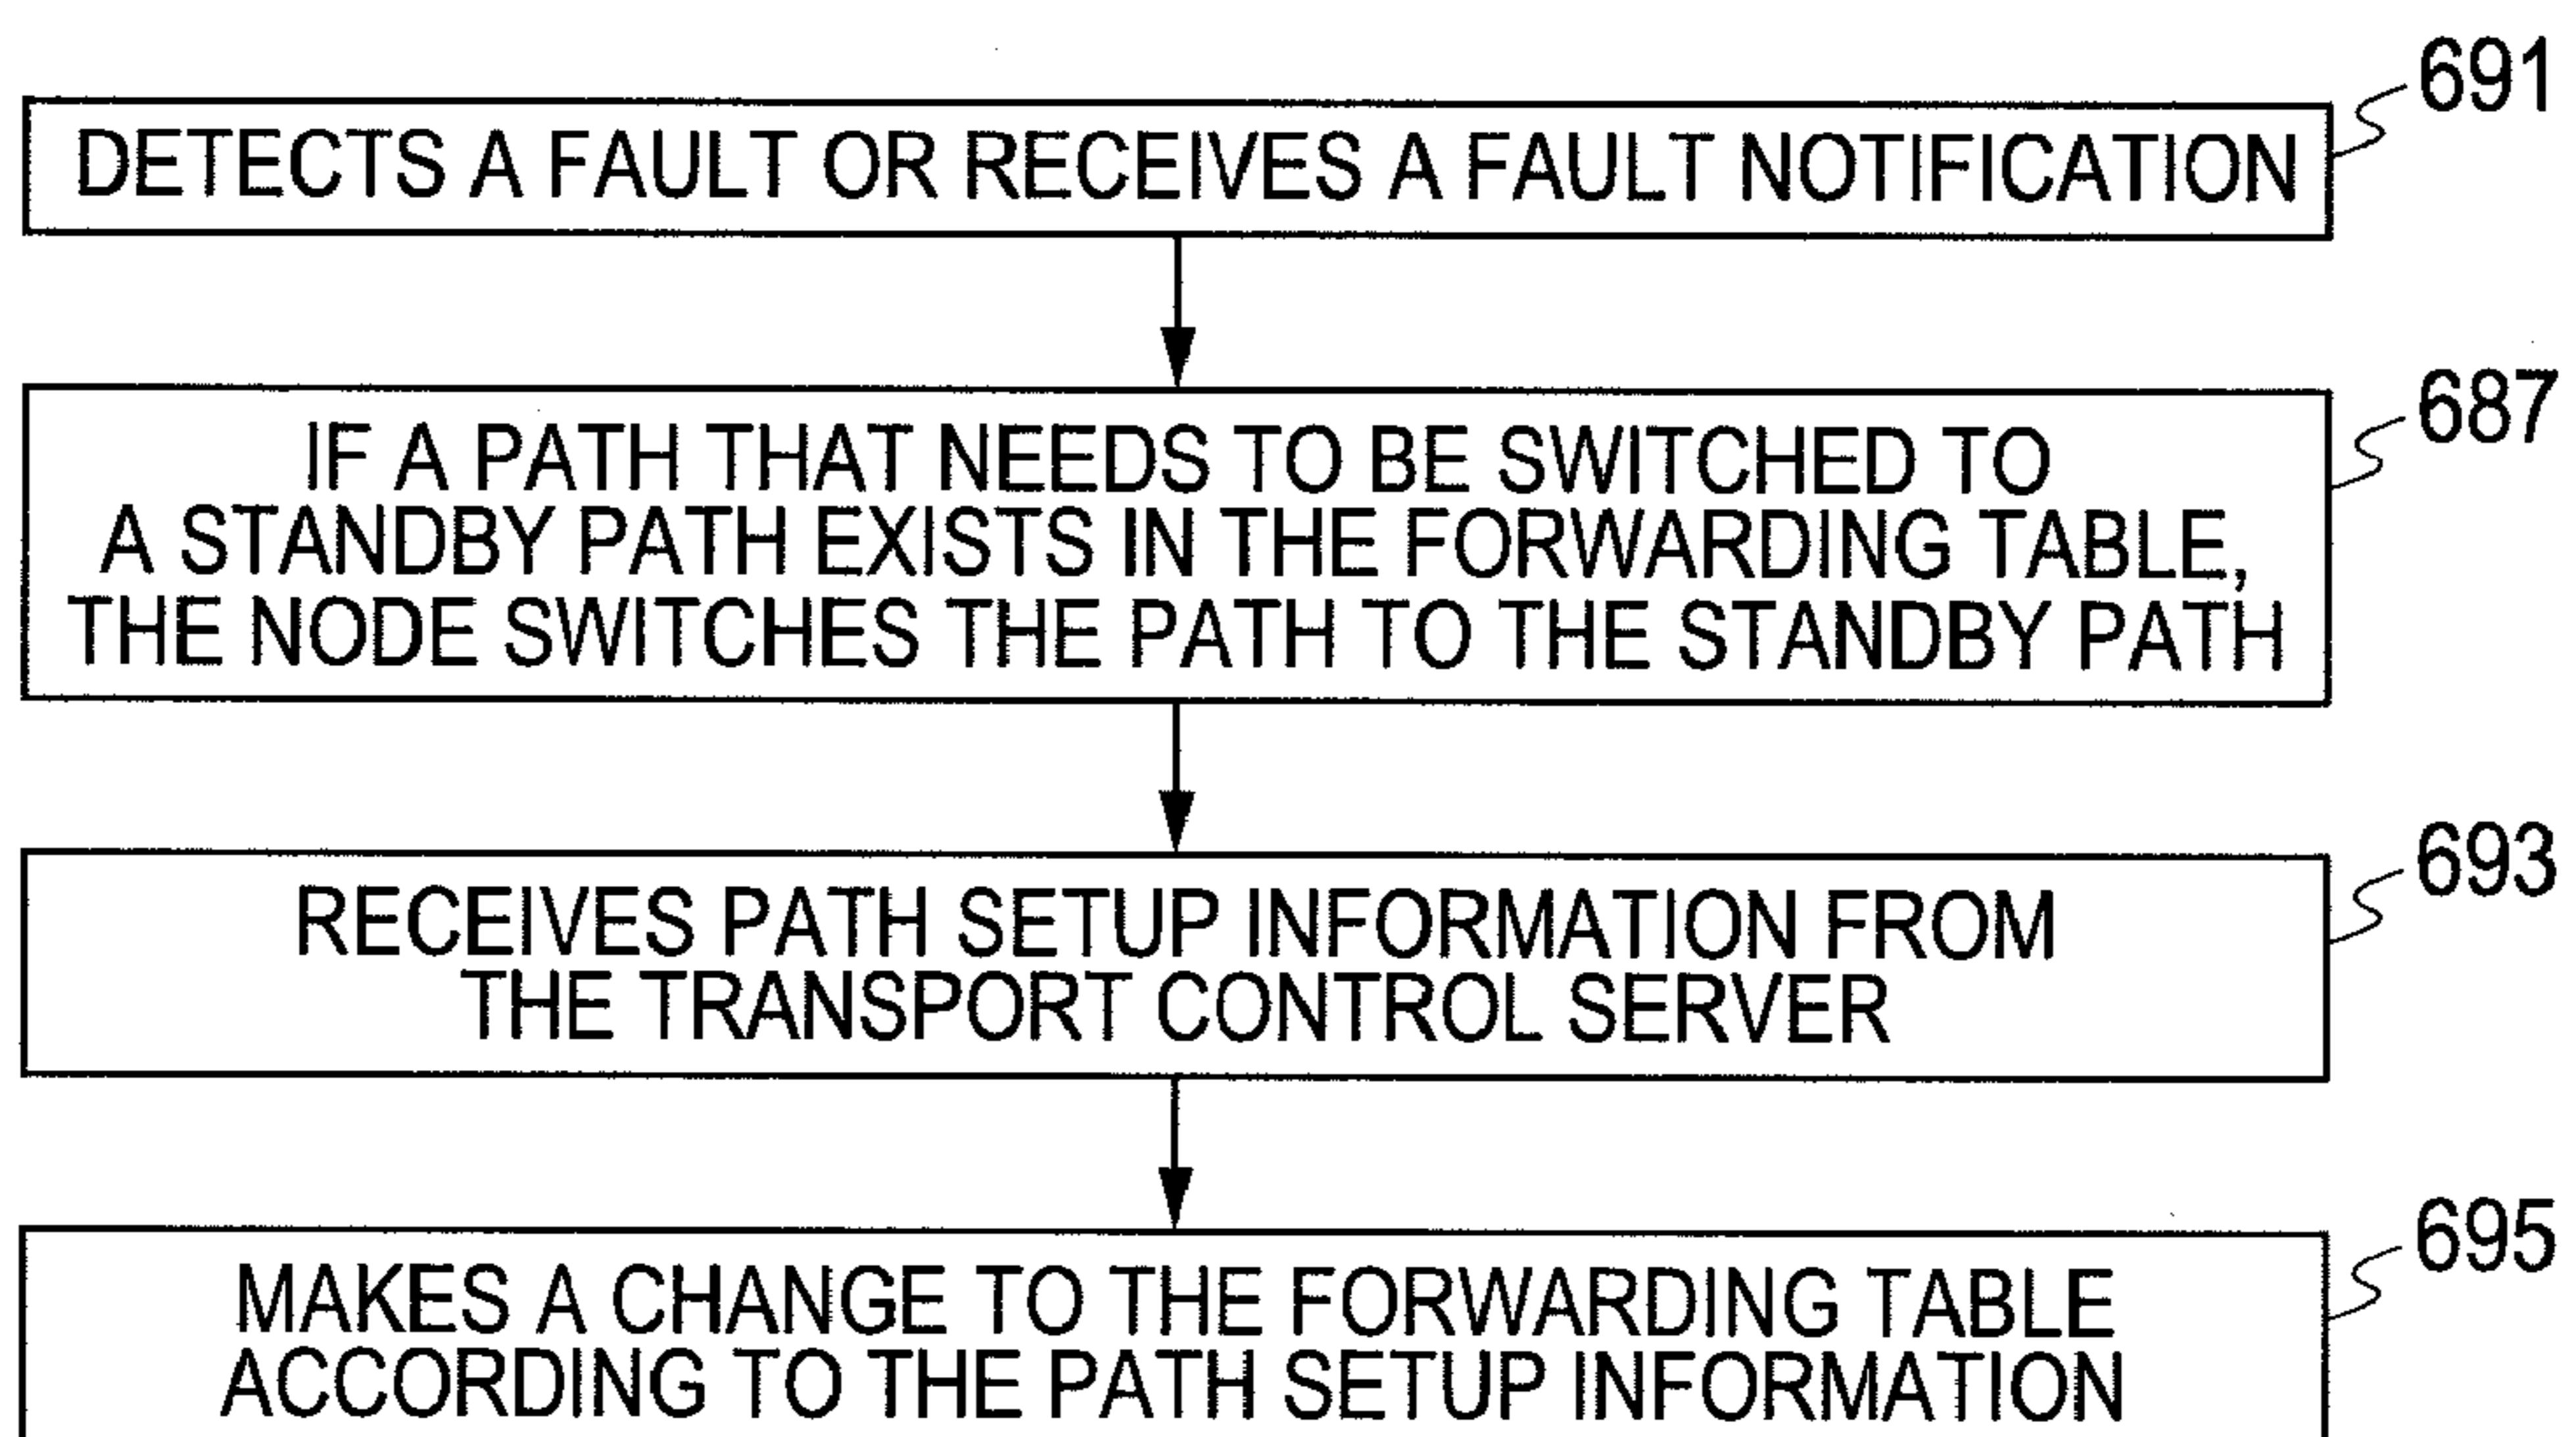 691
DETECTS A FAULT OR RECEIVES A FAULT NOTIFICATION
687
IF A PATH THAT NEEDS TO BE SWITCHED TO
A STANDBY PATH EXISTS IN THE FORWARDING TABLE,
THE NODE SWITCHES THE PATH TO THE STANDBY PATH
693
RECEIVES PATH SETUP INFORMATION FROM
THE TRANSPORT CONTROL SERVER
695
MAKES A CHANGE TO THE FORWARDING TABLE
ACCORDING TO THE PATH SETUP INFORMATION